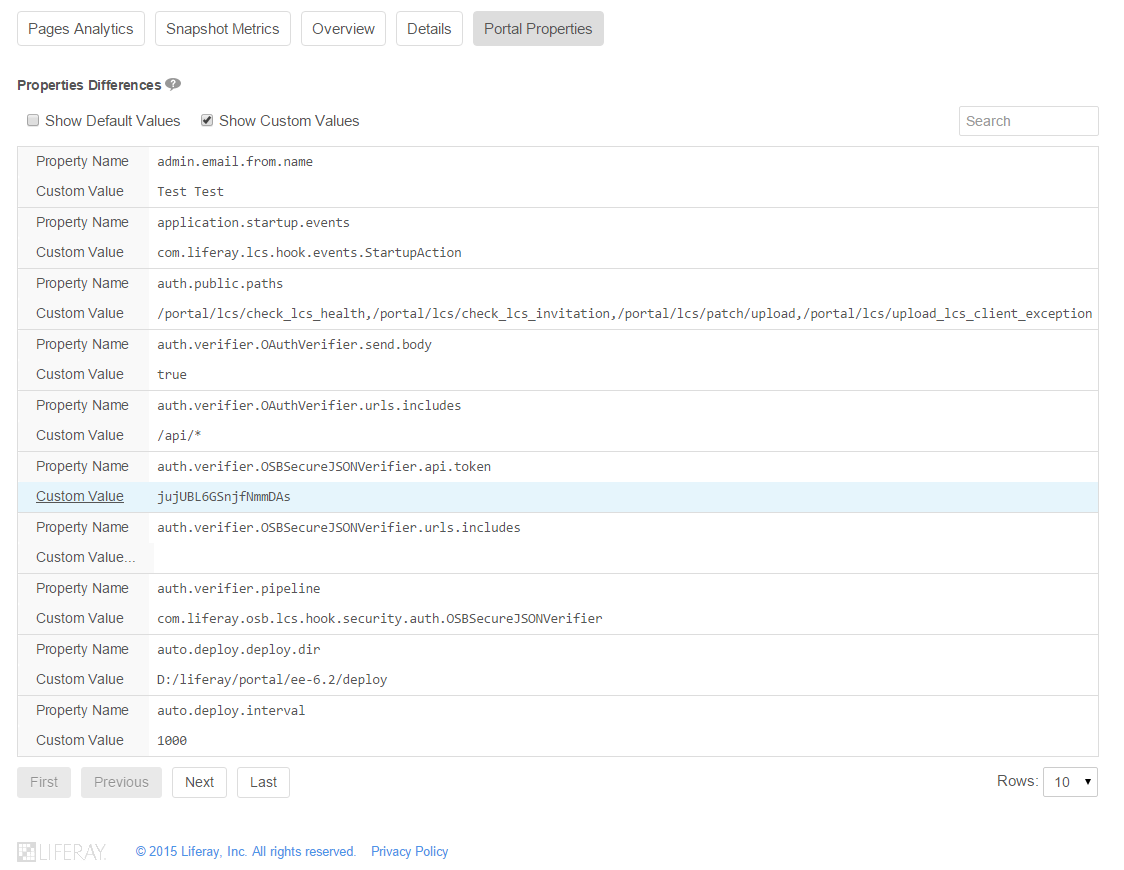 Pages Analytics Snapshot Metrics Overview Details Portal Properties
Properties Differences ?
Show Default Values Show Custom Values Search
Property Name admin.email.from.name
Custom Value Test Test
Property Name application.startup.events
Custom Value com.liferay.lcs.hook.events.StartupAction
Property Name auth.public.paths
Custom Value /portal/lcs/check_lcs_health,/portal/lcs/check_lcs_invitation,/portal/lcs/patch/upload,/portal/lcs/upload_lcs_client_exception
Property Name auth.verifier.OAuthVerifier.send.body
Custom Value true
Property Name auth.verifier.OAuthVerifier.urls.includes
Custom Value /api/*
Property Name auth.verifier.OSBSecureJSONVerifier.api.token
Custom Value jujUBL6GSnjfNmmDAs
Property Name auth.verifier.OSBSecureJSONVerifier.urls.includes
Custom Value...
Property Name auth.verifier.pipeline
Custom Value com.liferay.osb.lcs.hook.security.auth.OSBSecureJSONVerifier
Property Name auto.deploy.deploy.dir
Custom Value D:/liferay/portal/ee-6.2/deploy
Property Name auto.deploy.interval
Custom Value 1000
First Previous Next Last Rows: 10
LIFERAY. © 2015 Liferay, Inc. All rights reserved. Privacy Policy